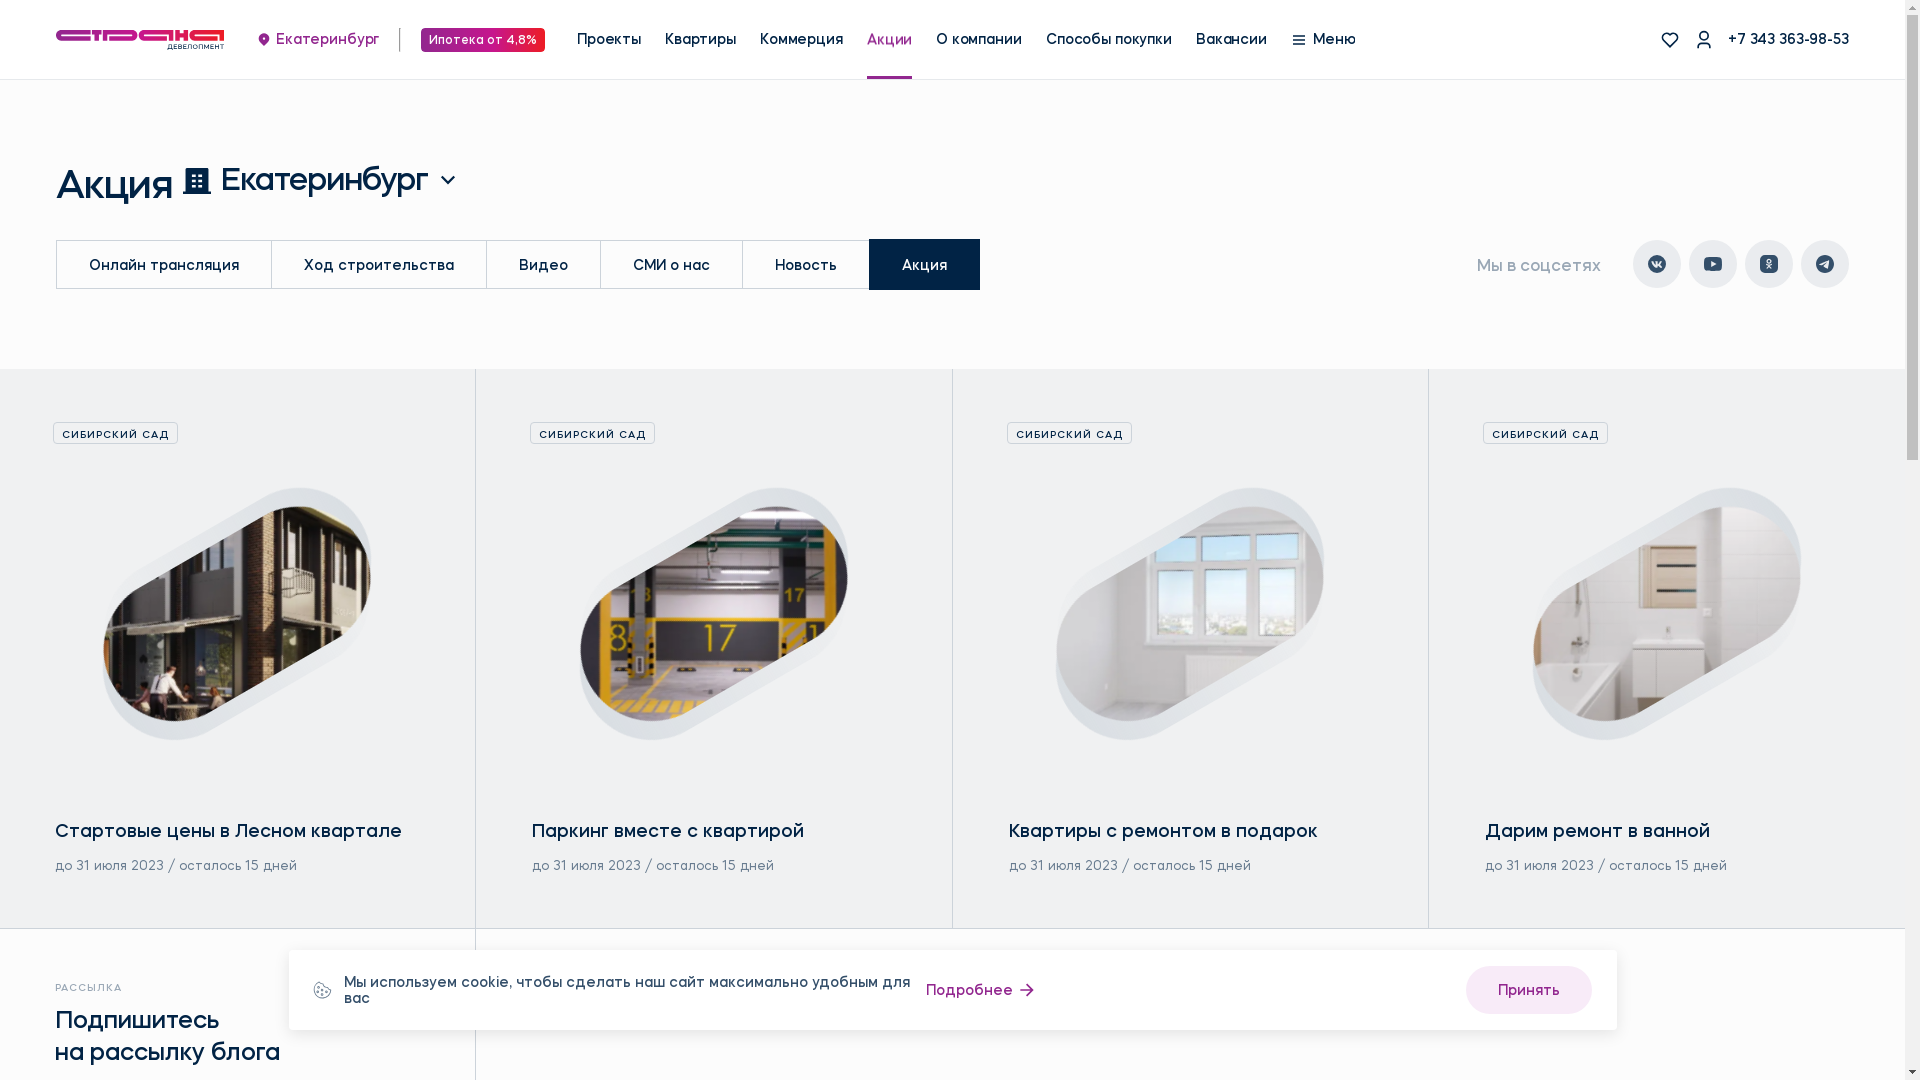 страна
ДЕВЕЛОПМЕНТ
Екатеринбург
Ипотека от 4,8%
Проекты
Квартиры
Коммерция
Акции
О компании
Способы покупки
Вакансии
Меню
+7 343 363-98-53
Акция Екатеринбург
Онлайн трансляция
Ход строительства
Видео
СМИ о нас
Новость
Акция
Мы в соцсетях
СИБИРСКИЙ САД
СИБИРСКИЙ САД
СИБИРСКИЙ САД
СИБИРСКИЙ САД
17
8
17
Стартовые цены в Лесном квартале
до 31 июля 2023 / осталось 15 дней
Паркинг вместе с квартирой
до 31 июля 2023 / осталось 15 дней
Квартиры с ремонтом в подарок
до 31 июля 2023 / осталось 15 дней
Дарим ремонт в ванной
до 31 июля 2023 / осталось 15 дней
РАССЫЛКА
Подпишитесь
на рассылку блога
Мы используем cookie, чтобы сделать наш сайт максимально удобным для
вас
Подробнее
Принять